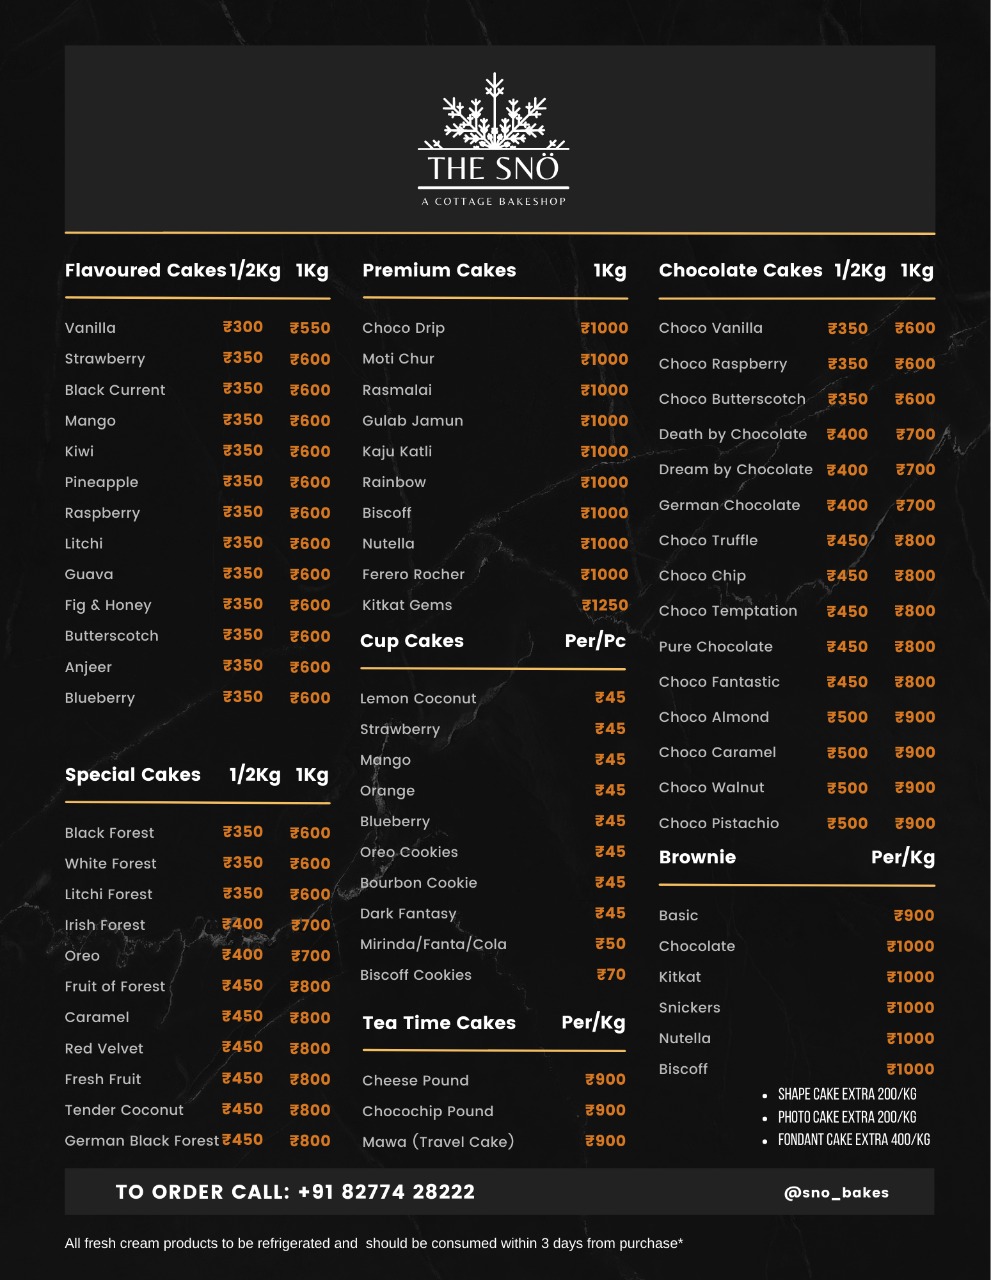 THE SNÖ
A COTTAGE BAKESHOP
Flavoured Cakes 1/2Kg 1Kg
Vanilla ₹300 ₹550
Strawberry ₹350 ₹600
Black Current ₹350 ₹600
Mango ₹350 ₹600
Kiwi ₹350 ₹600
Pineapple ₹350 ₹600
Raspberry ₹350 ₹600
Litchi ₹350 ₹600
Guava ₹350 ₹600
Fig & Honey ₹350 ₹600
Butterscotch ₹350 ₹600
Anjeer ₹350 ₹600
Blueberry ₹350 ₹600
Special Cakes 1/2Kg 1Kg
Black Forest ₹350 ₹600
White Forest ₹350 ₹600
Litchi Forest ₹350 ₹600
Irish Forest ₹400 ₹700
Oreo ₹400 ₹700
Fruit of Forest ₹450 ₹800
Caramel ₹450 ₹800
Red Velvet ₹450 ₹800
Fresh Fruit ₹450 ₹800
Tender Coconut ₹450 ₹800
German Black Forest ₹450 ₹800
Premium Cakes 1Kg
Choco Drip ₹1000
Moti Chur ₹1000
Rasmalai ₹1000
Gulab Jamun ₹1000
Kaju Katli ₹1000
Rainbow ₹1000
Biscoff ₹1000
Nutella ₹1000
Ferero Rocher ₹1000
Kitkat Gems ₹1250
Cup Cakes Per/Pc
Lemon Coconut ₹45
Strawberry ₹45
Mango ₹45
Orange ₹45
Blueberry ₹45
Oreo Cookies ₹45
Bourbon Cookie ₹45
Dark Fantasy ₹45
Mirinda/Fanta/Cola ₹50
Biscoff Cookies ₹70
Tea Time Cakes Per/Kg
Cheese Pound ₹900
Chocochip Pound ₹900
Mawa (Travel Cake) ₹900
Chocolate Cakes 1/2Kg 1Kg
Choco Vanilla ₹350 ₹600
Choco Raspberry ₹350 ₹600
Choco Butterscotch ₹350 ₹600
Death by Chocolate ₹400 ₹700
Dream by Chocolate ₹400 ₹700
German Chocolate ₹400 ₹700
Choco Truffle ₹450 ₹800
Choco Chip ₹450 ₹800
Choco Temptation ₹450 ₹800
Pure Chocolate ₹450 ₹800
Choco Fantastic ₹450 ₹800
Choco Almond ₹500 ₹900
Choco Caramel ₹500 ₹900
Choco Walnut ₹500 ₹900
Choco Pistachio ₹500 ₹900
Brownie Per/Kg
Basic ₹900
Chocolate ₹1000
Kitkat ₹1000
Snickers ₹1000
Nutella ₹1000
Biscoff ₹1000
• SHAPE CAKE EXTRA 200/KG
• PHOTO CAKE EXTRA 200/KG
• FONDANT CAKE EXTRA 400/KG
TO ORDER CALL: +91 82774 28222
@sno_bakes
All fresh cream products to be refrigerated and should be consumed within 3 days from purchase*